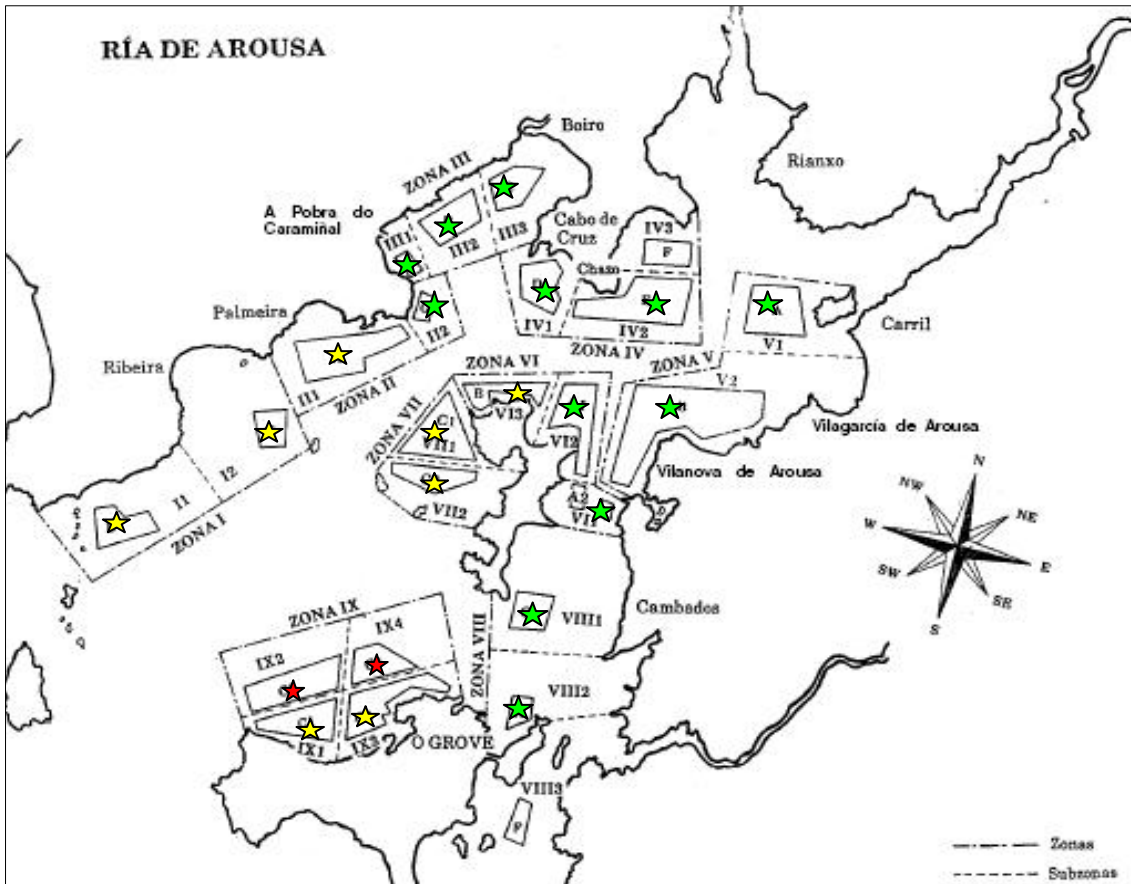 RÍA DE AROUSA
Boiro
Rianxo
ZONA III
A Pobra do
Caramiñal
III1
III2
III3
Cabo de
Cruz
IV3
F
Chazo
Palmeira
II2
IV1
IV2
ZONA IV
V1
Carril
Ribeira
II1
ZONA II
ZONA VI
ZONA V
V2
B
VI3
ZONA VII
C1
VII1
VI2
Vilagarcía de Arousa
Vilanova de Arousa
I2
I1
ZONA I
VII2
A2
N
NW
NE
W
E
SW
SE
S
ZONA IX
IX4
IX2
ZONA VIII
VIII1
Cambados
VIII2
IX1
IX3
O GROVE
VIII3
F
Zonas
Subzonas